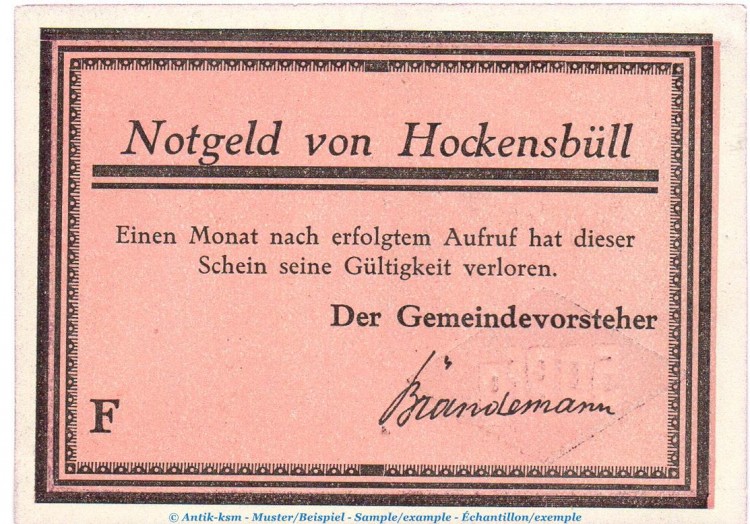 Notgeld von Hockensbüll
Einen Monat nach erfolgtem Aufruf hat dieser
Schein seine Gültigkeit verloren.
Der Gemeindevorsteher
Brandemann
F
© Antik-ksm - Muster/Beispiel - Sample/example - Échantillon/exemple